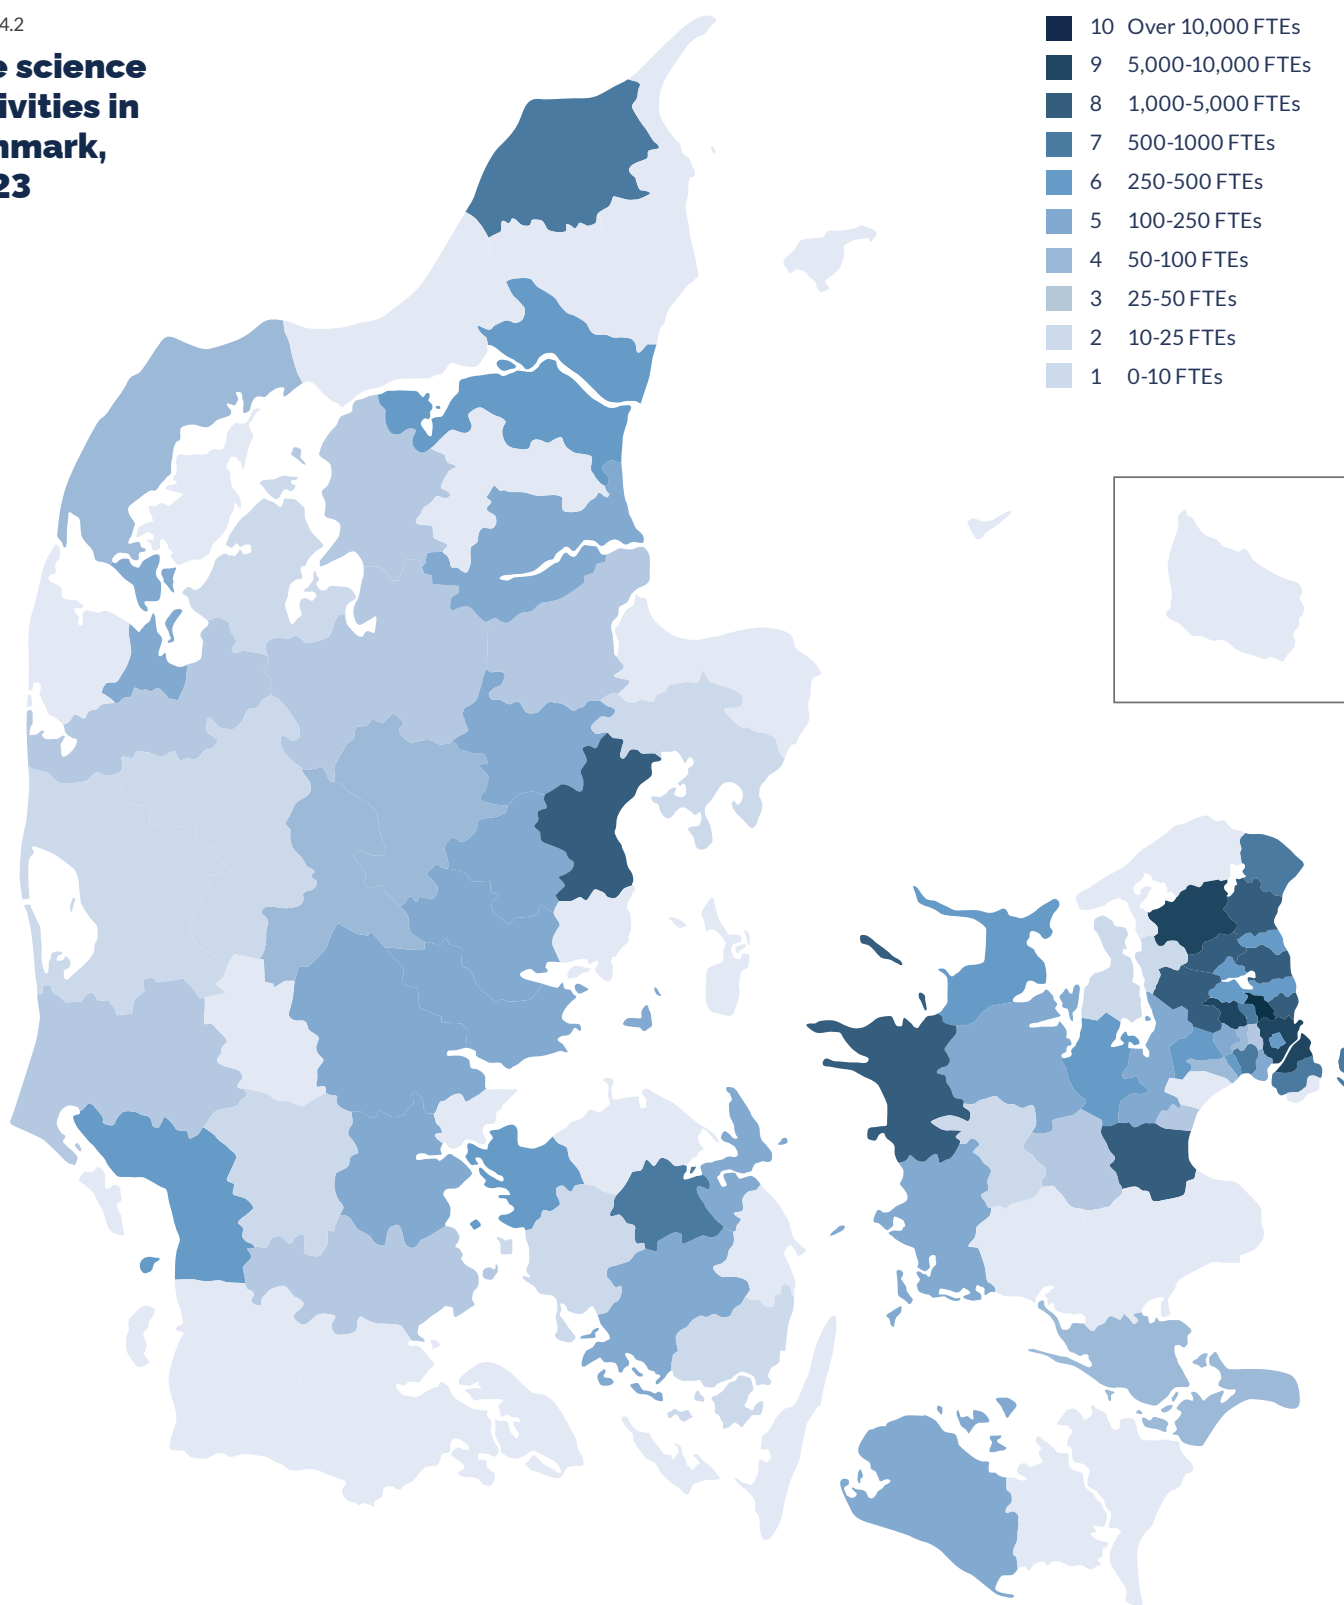 4.2
e science
ivities in
nmark,
23
10 Over 10,000 FTEs
9 5,000-10,000 FTEs
8 1,000-5,000 FTEs
7 500-1000 FTEs
6 250-500 FTEs
5 100-250 FTEs
4 50-100 FTEs
3 25-50 FTEs
2 10-25 FTEs
1 0-10 FTEs